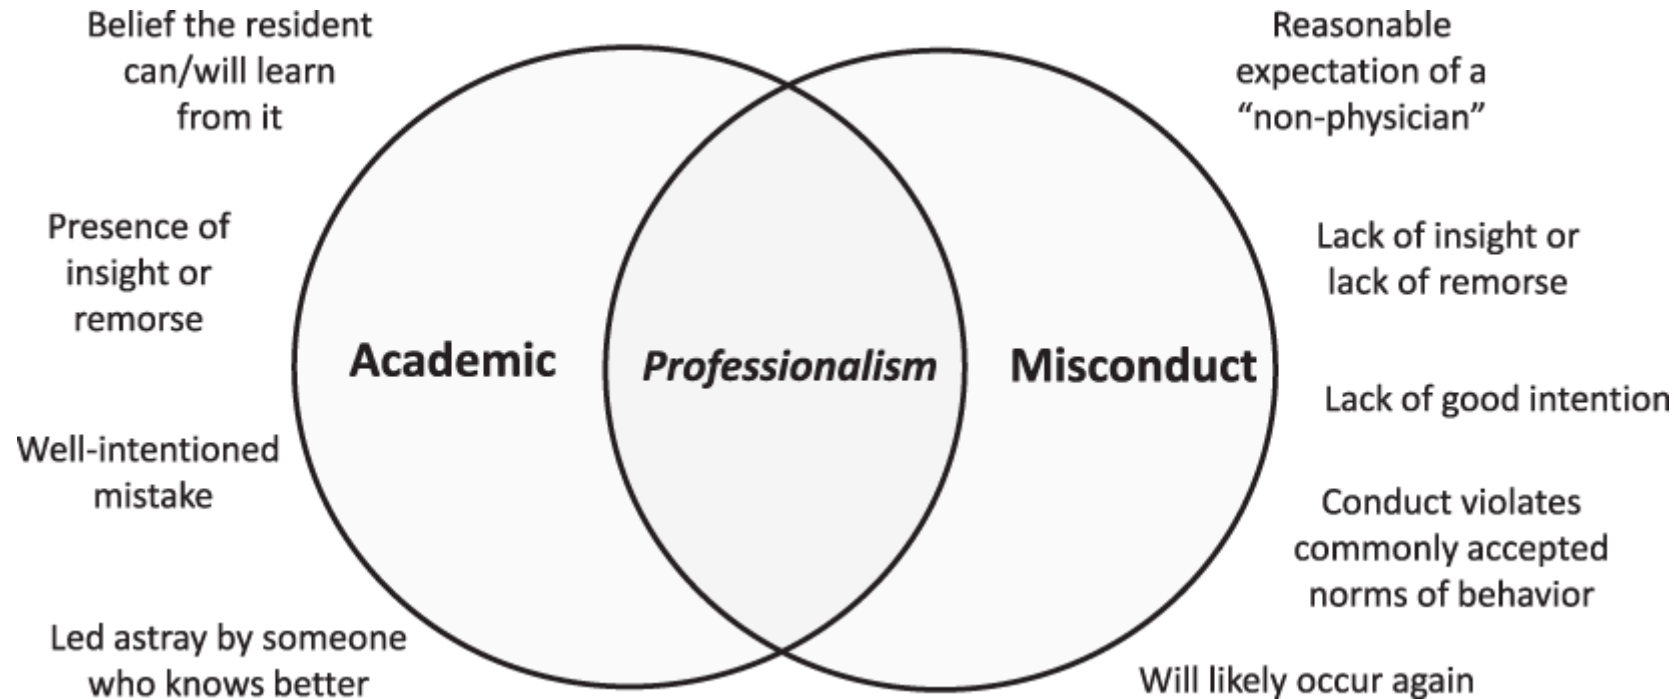 Belief the resident
can/will learn
from it
Presence of
insight or
remorse
Well-intentioned
mistake
Led astray by someone
who knows better
Academic
Professionalism
Misconduct
Reasonable
expectation of a
“non-physician”
Lack of insight or
lack of remorse
Lack of good intention
Conduct violates
commonly accepted
norms of behavior
Will likely occur again